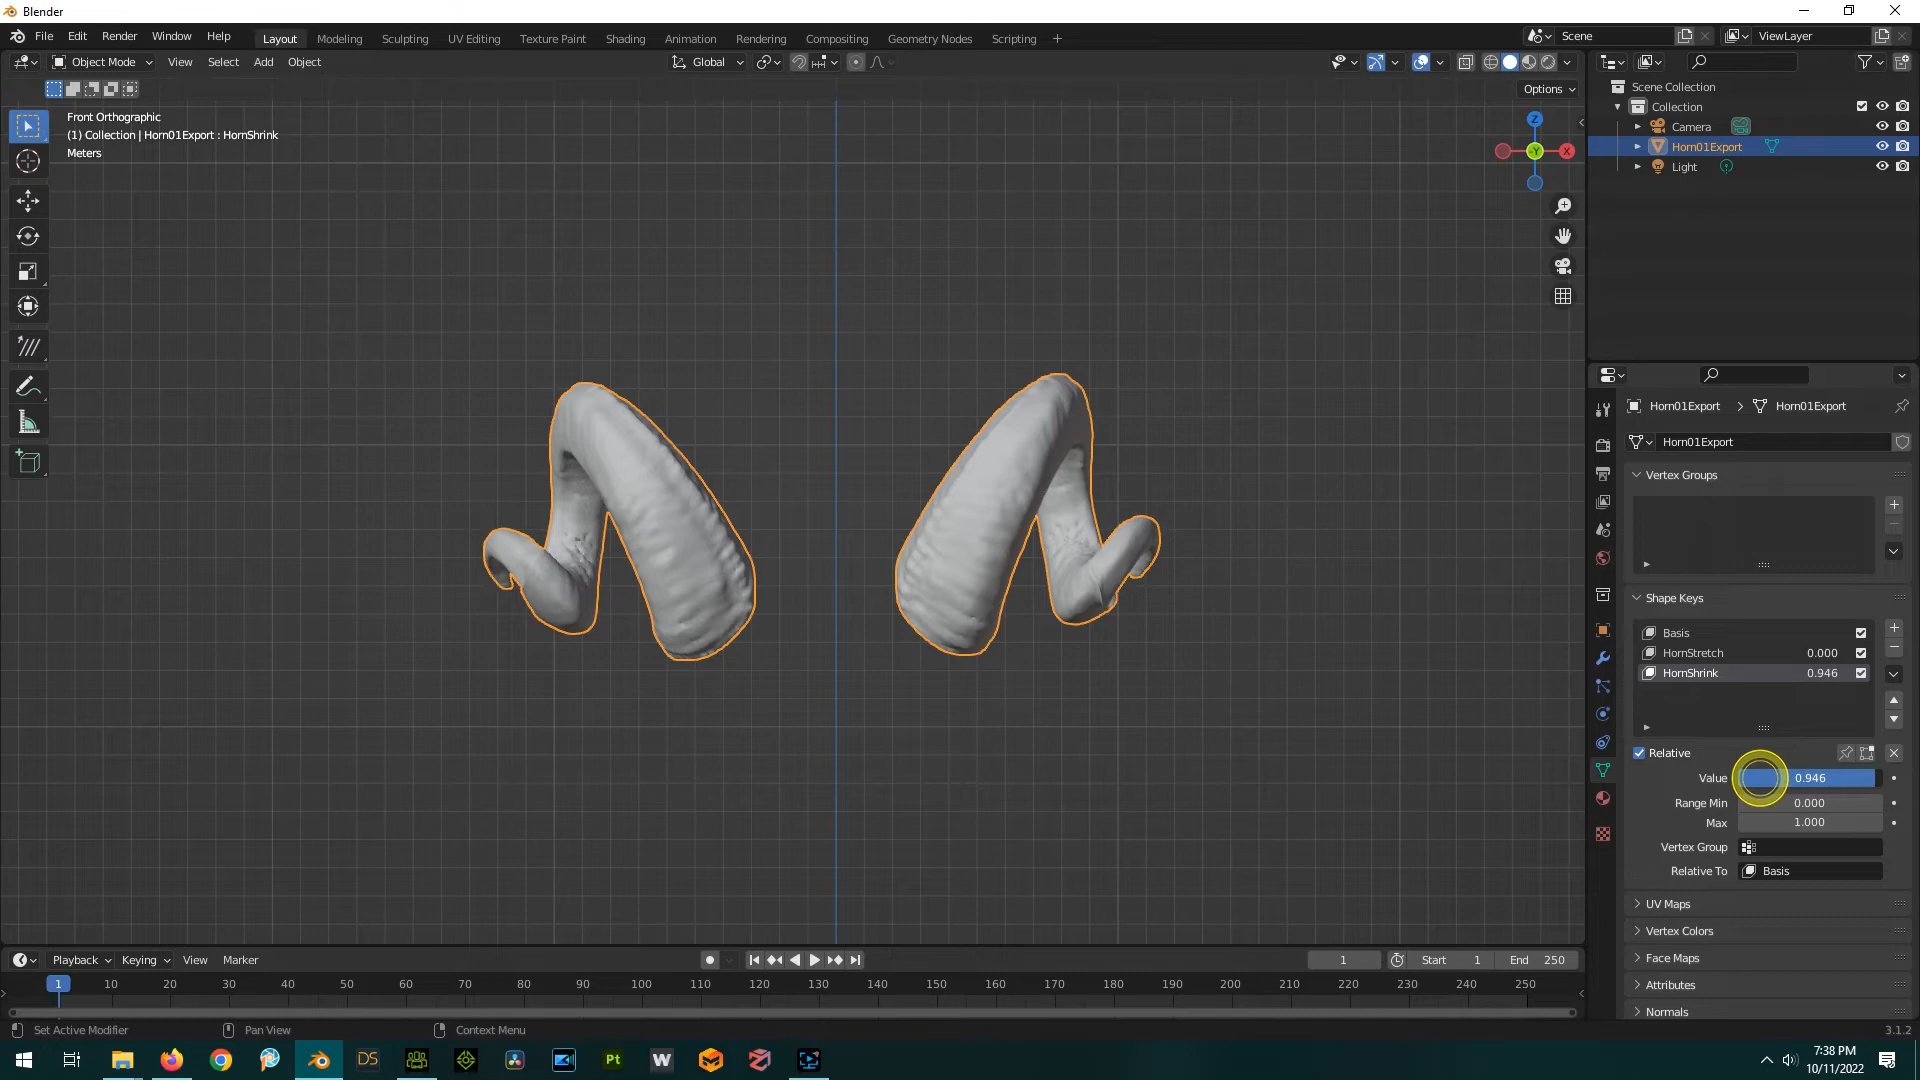 Blender
File Edit Render Window Help
Layout Modeling Sculpting UV Editing Texture Paint Shading Animation Rendering Compositing Geometry Nodes Scripting +
Scene
ViewLayer
Object Mode View Select Add Object
Global
Options
Front Orthographic
(1) Collection | Horn01Export : HornShrink
Meters
Z
Y
X
Scene Collection
Collection
Camera
Horn01Export
Light
Horn01Export > Horn01Export
Horn01Export
Vertex Groups
Shape Keys
Basis
HornStretch 0.000
HornShrink 0.946
Relative
Value 0.946
Range Min 0.000
Max 1.000
Vertex Group
Relative To Basis
UV Maps
Vertex Colors
Face Maps
Attributes
Normals
Playback Keying View Marker
1 Start 1 End 250
1 10 20 30 40 50 60 70 80 90 100 110 120 130 140 150 160 170 180 190 200 210 220 230 240 250
Set Active Modifier Pan View Context Menu
3.1.2
DS
Pt
W
7:38 PM
10/11/2022